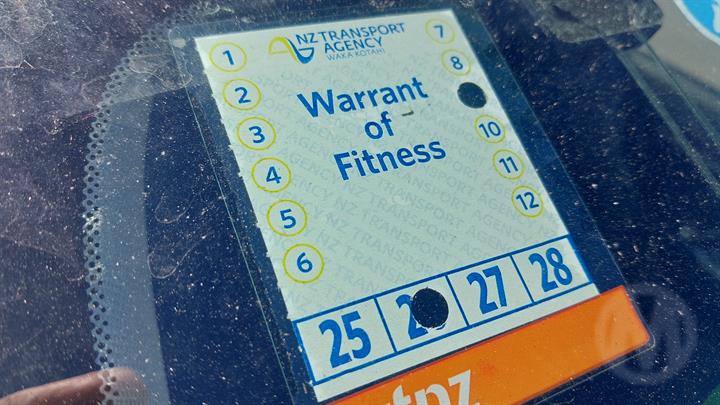 NZ TRANSPORT
AGENCY
WAKA KOTAHI
Warrant
of
Fitness
1
2
3
4
5
6
7
8
10
11
12
25 2 27 28